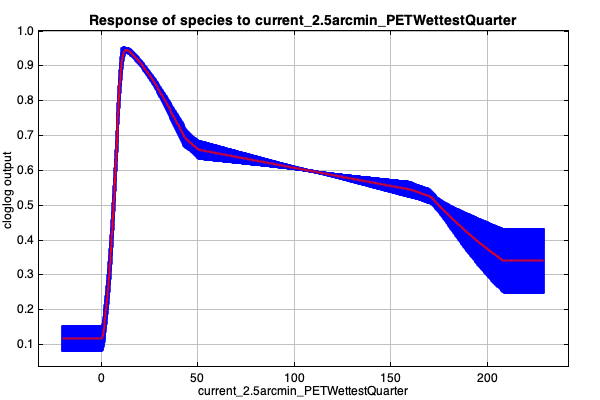 Response of species to current_2.5arcmin_PETWettestQuarter
1.0
0.9
0.8
0.7
0.6
0.5
0.4
0.3
0.2
0.1
cloglog output
0 50 100 150 200
current_2.5arcmin_PETWettestQuarter